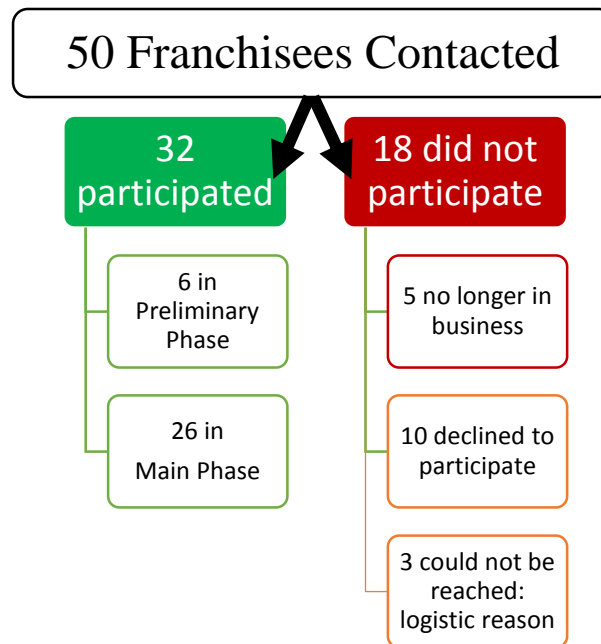 50 Franchisees Contacted
32
participated
6 in
Preliminary
Phase
26 in
Main Phase
18 did not
participate
5 no longer in
business
10 declined to
participate
3 could not be
reached:
logistic reason